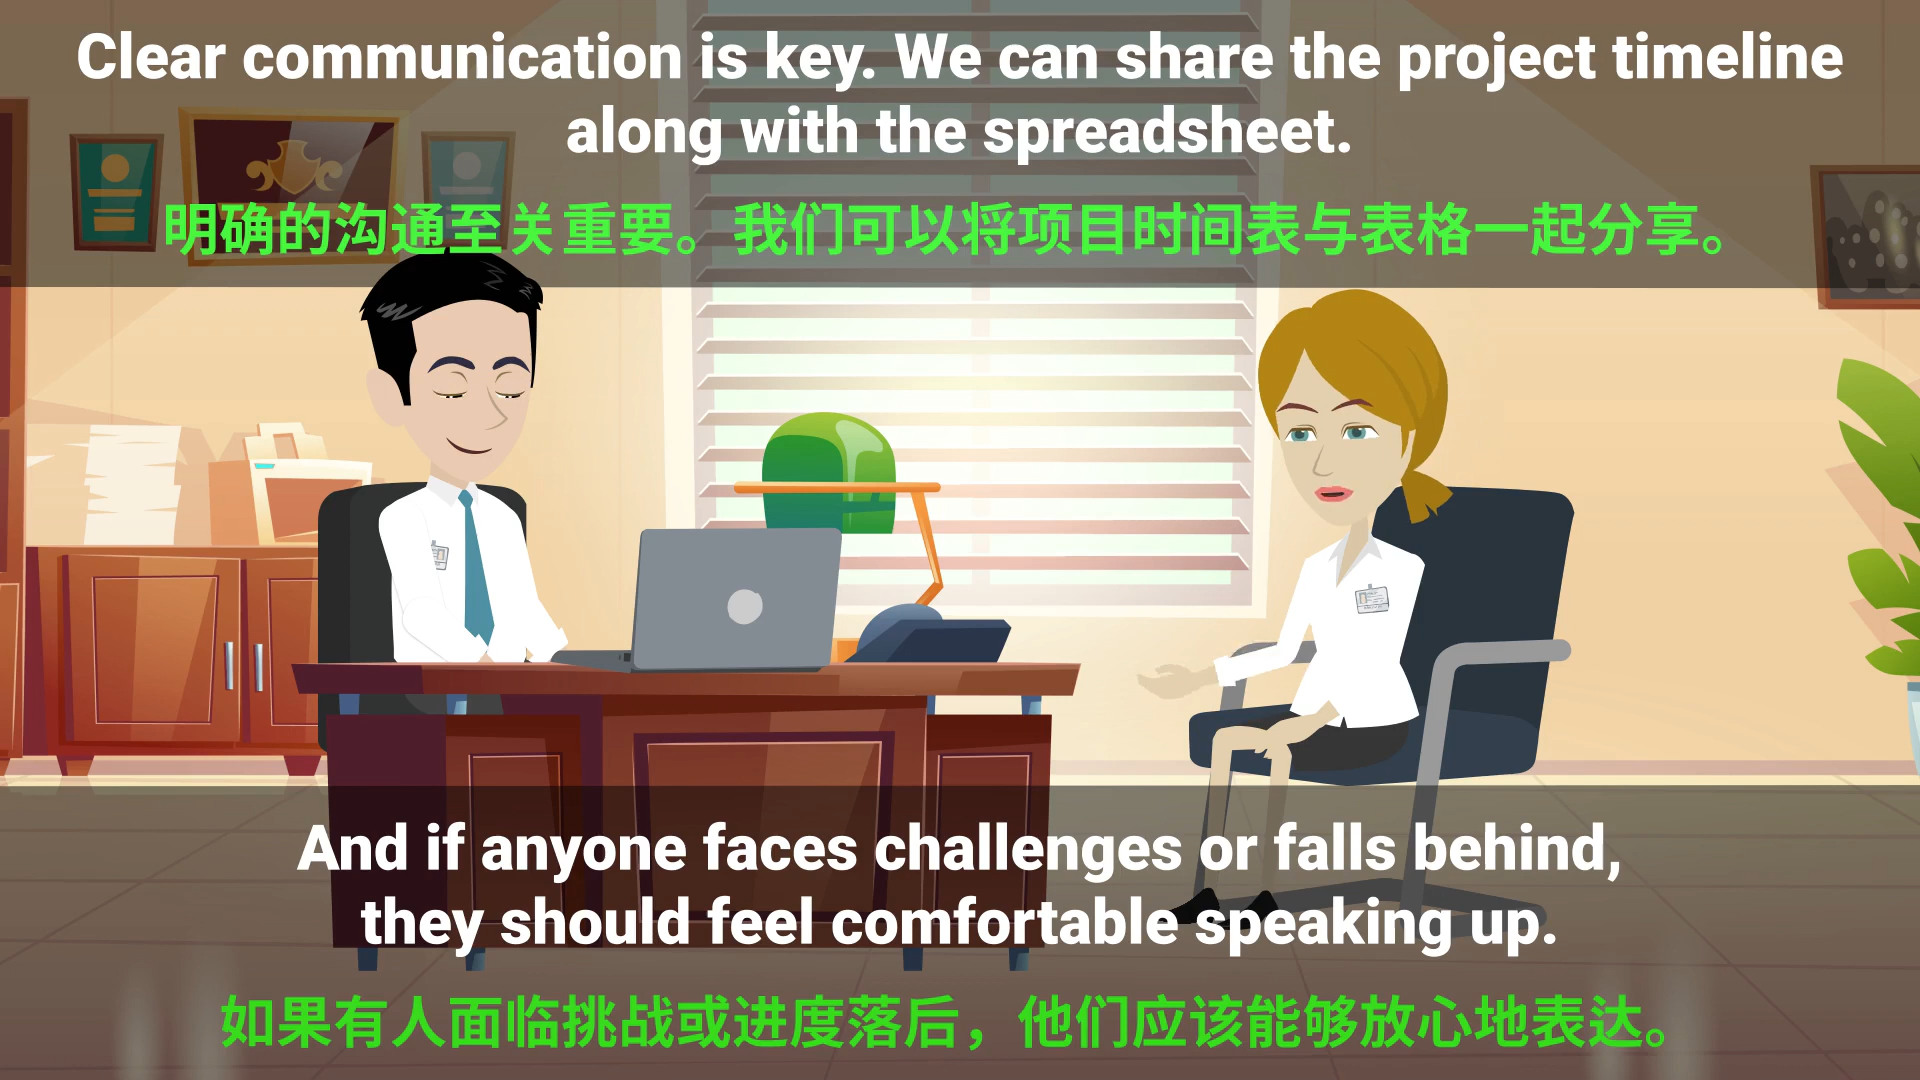 Clear communication is key. We can share the project timeline
along with the spreadsheet.
明确的沟通至关重要。我们可以将项目时间表与表格一起分享。
And if anyone faces challenges or falls behind,
they should feel comfortable speaking up.
如果有人面临挑战或进度落后，他们应该能够放心地表达。